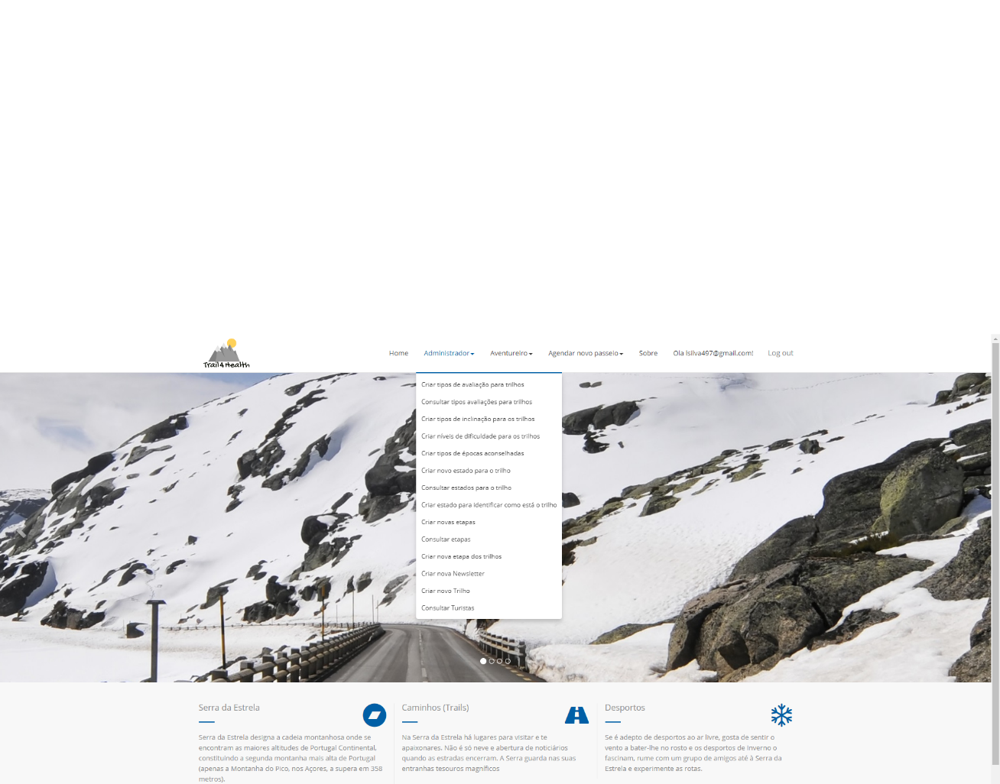 Trail4Health
Home Administrador Aventureiro Agendar novo passeio Sobre Ola lsilva497@gmail.com! Log out
Criar tipos de avaliação para trilhos
Consultar tipos avaliações para trilhos
Criar tipos de inclinação para os trilhos
Criar níveis de dificuldade para os trilhos
Criar tipos de épocas aconselhadas
Criar novo estado para o trilho
Consultar estados para o trilho
Criar estado para identificar como está o trilho
Criar novas etapas
Consultar etapas
Criar nova etapa dos trilhos
Criar nova Newsletter
Criar novo Trilho
Consultar Turistas
Serra da Estrela
Serra da Estrela designa a cadeia montanhosa onde se
encontram as maiores altitudes de Portugal Continental,
constituindo a segunda montanha mais alta de Portugal
(apenas a Montanha do Pico, nos Açores, a supera em 358
metros).
Caminhos (Trails)
Na Serra da Estrela há lugares para visitar e te
apaixonares. Não é só neve e abertura de noticiários
quando as estradas encerram. A Serra guarda nas suas
entranhas tesouros magníficos
Desportos
Se é adepto de desportos ao ar livre, gosta de sentir o
vento a bater-lhe no rosto e os desportos de Inverno o
fascinam, rume com um grupo de amigos até à Serra da
Estrela e experimente as rotas.